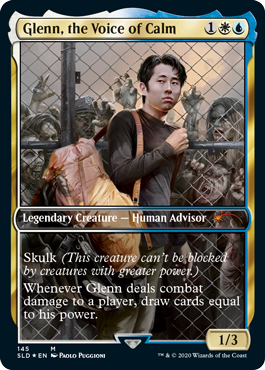 Glenn, the Voice of Calm 1
Legendary Creature — Human Advisor
Skulk (This creature can't be blocked
by creatures with greater power.)
Whenever Glenn deals combat
damage to a player, draw cards equal
to his power.
1/3
145 M
SLD ★ EN Paolo Puggioni
™ & © 2020 Wizards of the Coast